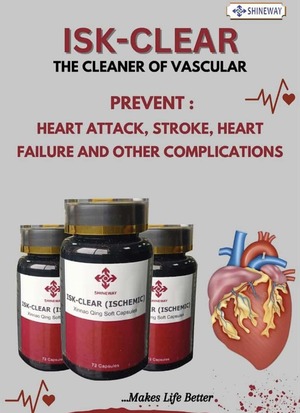 SHINEWAY
ISK-CLEAR
THE CLEANER OF VASCULAR
PREVENT :
HEART ATTACK, STROKE, HEART
FAILURE AND OTHER COMPLICATIONS
SHINEWAY
ISK-CLEAR (ISCHEMIC)
Xinnao Qing Soft Capsules
73 Capsules
...Makes Life Better